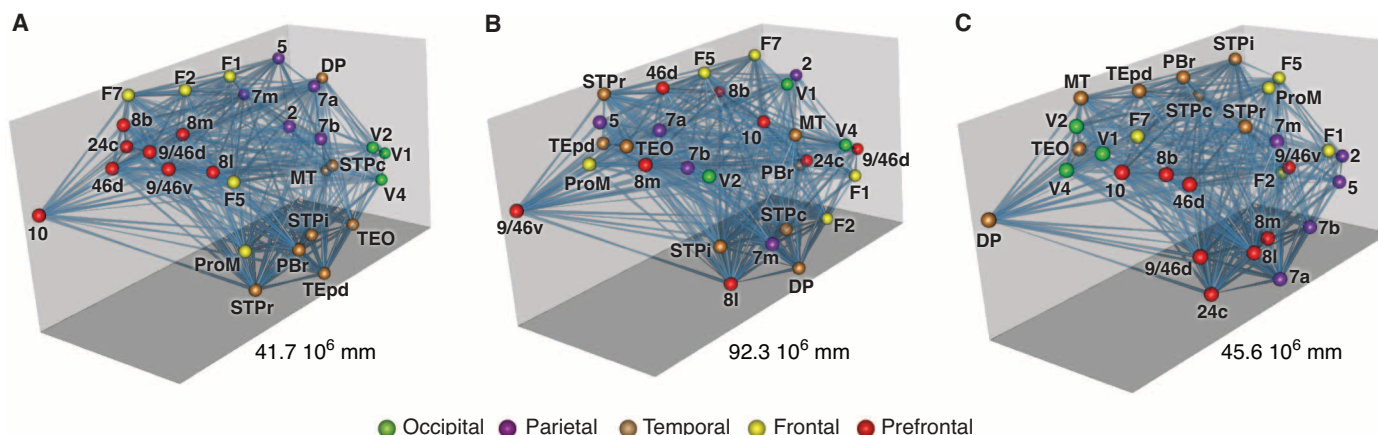 A
5
DP
F1
F2
F7
7a
7m
8b
8m
2
7b
V2
24c
V1
9/46d
8l
STPc
46d
9/46v
MT
F5
V4
10
STPi
TEO
ProM
PBr
TEpd
STPr
41.7 10⁶ mm
B
F7
F5
46d
2
STPr
8b
V1
5
7a
10
MT
V4
TEpd
TEO
24c
9/46d
7b
PBr
ProM
8m
V2
F1
9/46v
STPc
F2
STPi
7m
DP
8l
92.3 10⁶ mm
C
STPi
PBr
F5
TEpd
MT
ProM
STPc
STPr
V2
F7
7m
V1
F1
TEO
9/46v
2
8b
V4
10
F2
46d
5
DP
8m
7b
9/46d
8l
7a
24c
45.6 10⁶ mm
Occipital Parietal Temporal Frontal Prefrontal